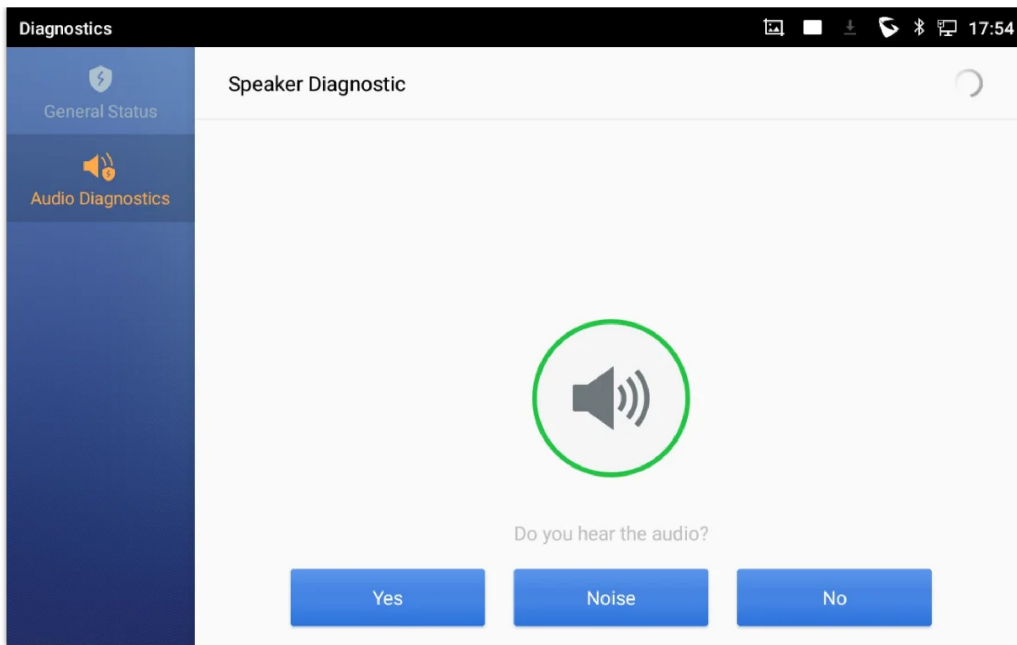 Diagnostics
17:54
General Status
Audio Diagnostics
Speaker Diagnostic
Do you hear the audio?
Yes
Noise
No